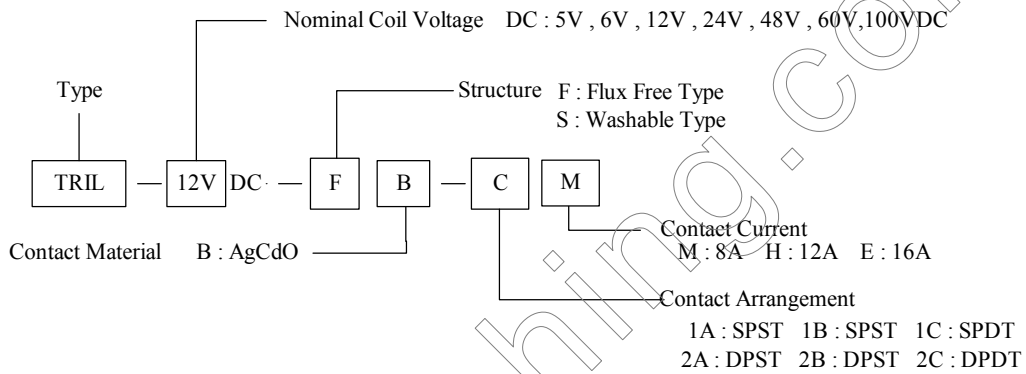 Nominal Coil Voltage DC : 5V , 6V , 12V , 24V , 48V , 60V,100VDC
Type
Structure F : Flux Free Type
S : Washable Type
TRIL — 12V DC — F B — C M
Contact Current
Contact Material B : AgCdO
M : 8A H : 12A E : 16A
Contact Arrangement
1A : SPST 1B : SPST 1C : SPDT
2A : DPST 2B : DPST 2C : DPDT
hing.com